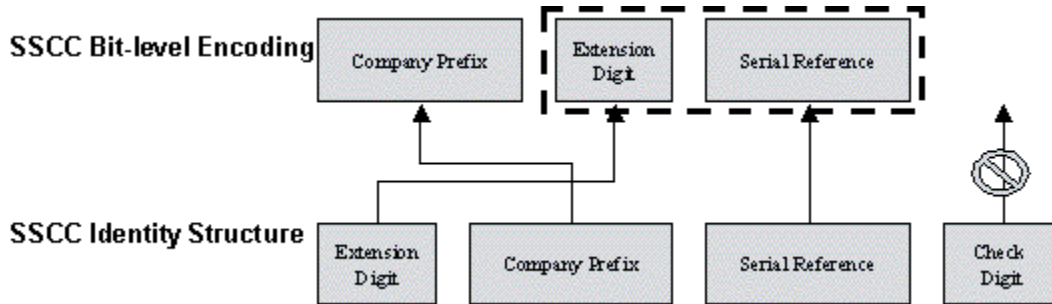 SSCC Bit-level Encoding
Company Prefix
Extension
Digit
Serial Reference
SSCC Identity Structure
Extension
Digit
Company Prefix
Serial Reference
Check
Digit